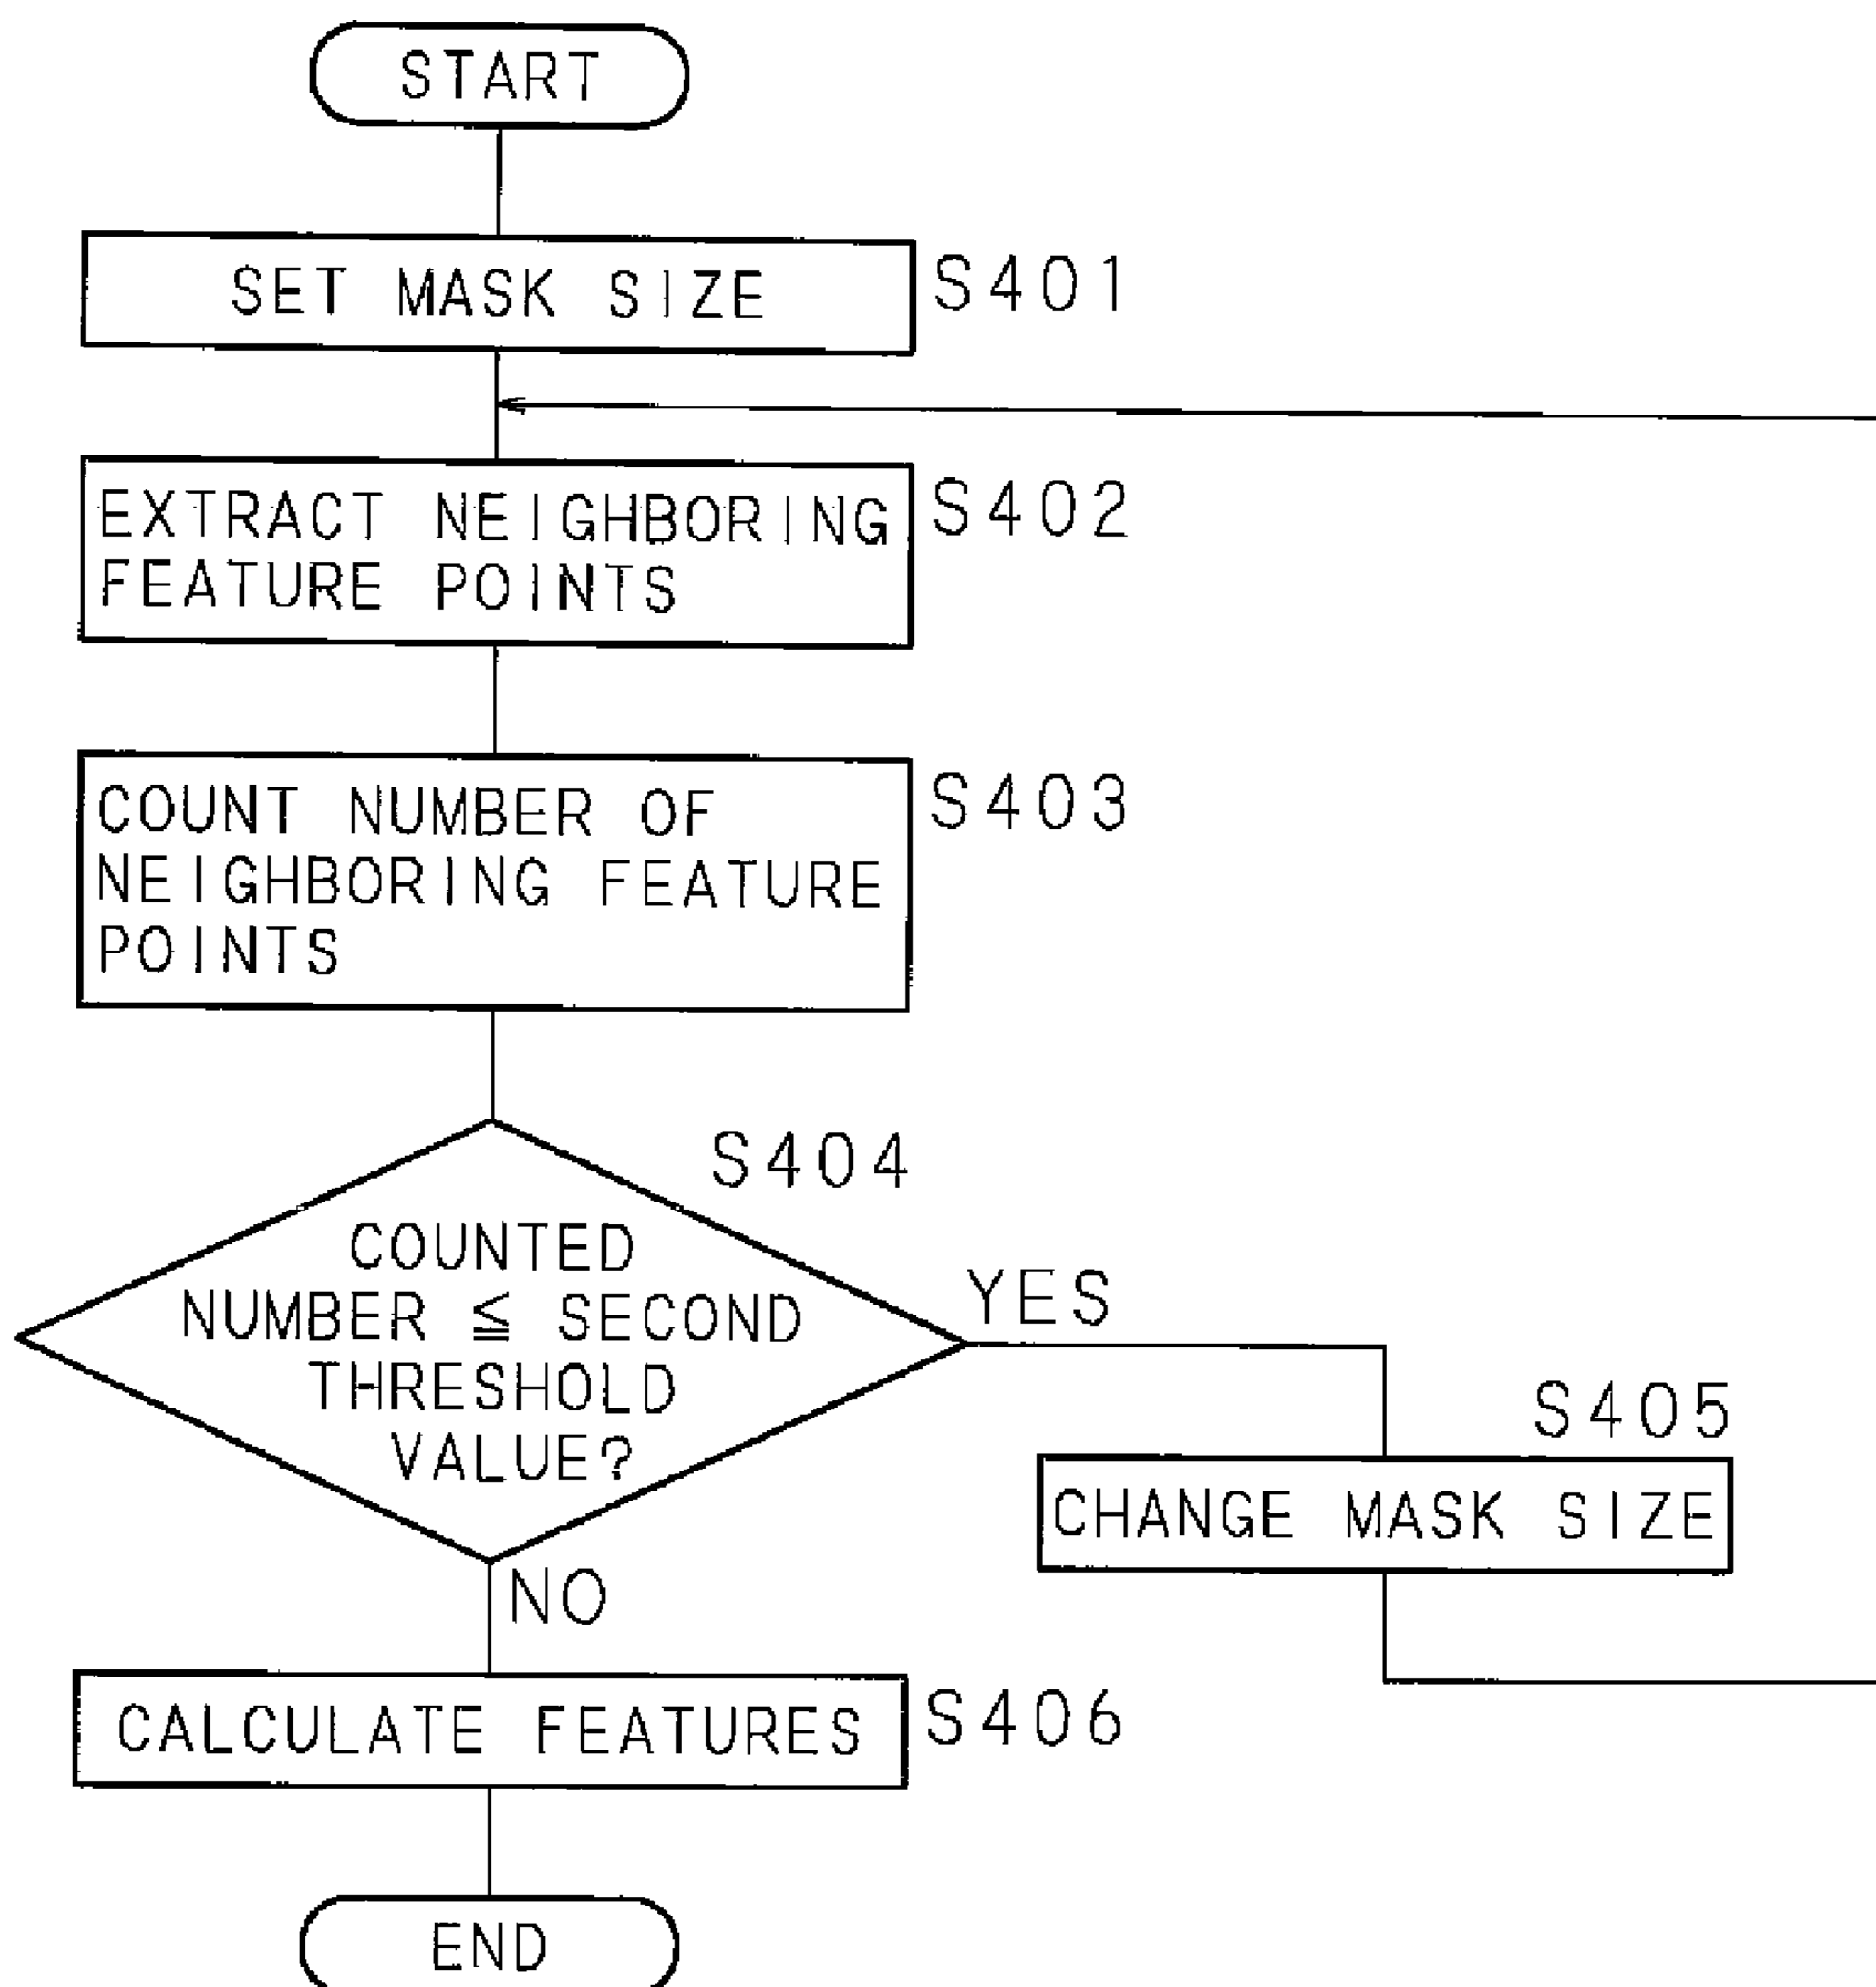 START
SET MASK SIZE
S401
EXTRACT NEIGHBORING
FEATURE POINTS
S402
COUNT NUMBER OF
NEIGHBORING FEATURE
POINTS
S403
S404
COUNTED
NUMBER ≦ SECOND
THRESHOLD
VALUE?
YES
S405
CHANGE MASK SIZE
NO
CALCULATE FEATURES
S406
END